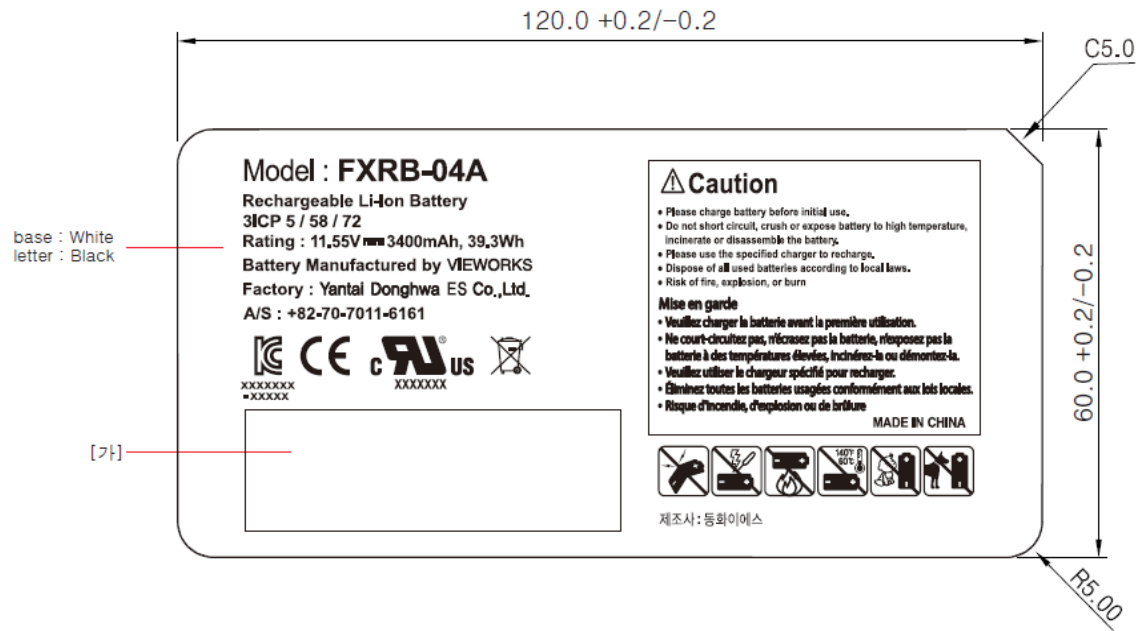 120.0 +0.2/-0.2
C5.0
Model : FXRB-04A
Rechargeable Li-Ion Battery
3ICP 5 / 58 / 72
Rating : 11.55V 3400mAh, 39.3Wh
Battery Manufactured by VIEWORKS
Factory : Yantai Donghwa ES Co.,Ltd.
A/S : +82-70-7011-6161
base : White
letter : Black
KC CE c RU US
XXXXXXX
-XXXXX
XXXXXXX
[가]
Caution
• Please charge battery before initial use.
• Do not short circuit, crush or expose battery to high temperature,
incinerate or disassemble the battery.
• Please use the specified charger to recharge.
• Dispose of all used batteries according to local laws.
• Risk of fire, explosion, or burn
Mise en garde
• Veuillez charger la batterie avant la première utilisation.
• Ne court-circuitez pas, n'écrasez pas la batterie, n'exposez pas la
batterie à des températures élevées, incinérez-la ou démontez-la.
• Veuillez utiliser le chargeur spécifié pour recharger.
• Éliminez toutes les batteries usagées conformément aux lois locales.
• Risque d'incendie, d'explosion ou de brûlure
MADE IN CHINA
140°F
60°C
제조사 : 동화이에스
60.0 +0.2/-0.2
R5.00